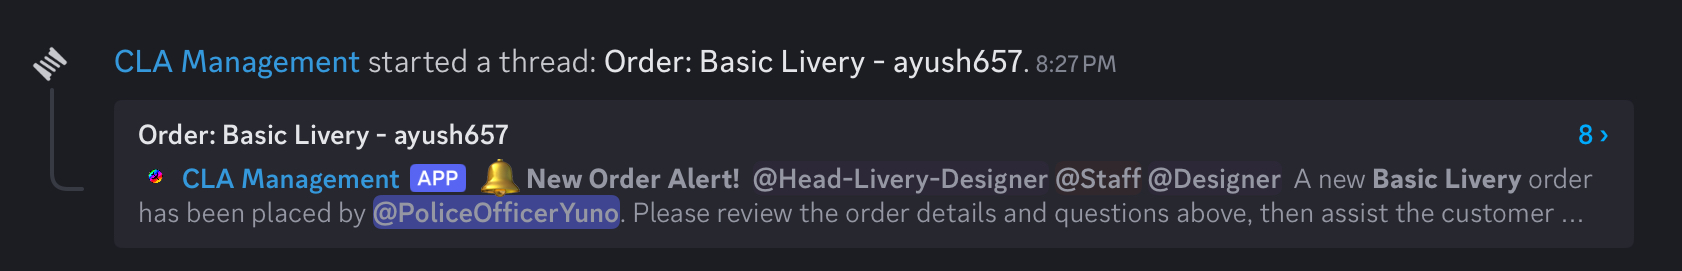 CLA Management started a thread: Order: Basic Livery - ayush657. 8:27 PM
Order: Basic Livery - ayush657 8 ›
CLA Management APP 🔔 New Order Alert! @Head-Livery-Designer @Staff @Designer A new Basic Livery order
has been placed by @PoliceOfficerYuno. Please review the order details and questions above, then assist the customer ...